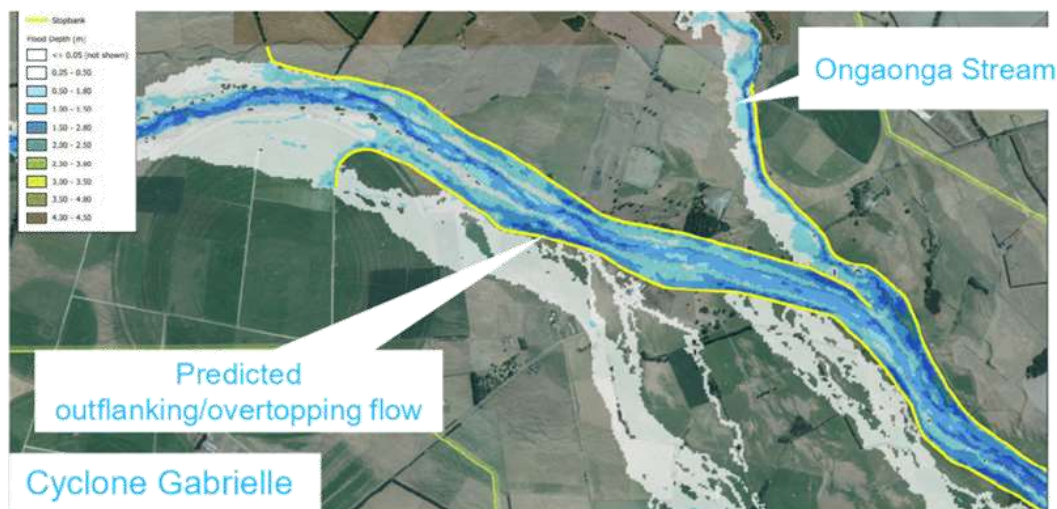 Stopbank
Flood Depth (m)
<= 0.05 (not shown)
0.25 - 0.50
0.50 - 1.00
1.00 - 1.50
1.50 - 2.00
2.00 - 2.50
2.50 - 3.00
3.00 - 3.50
3.50 - 4.00
4.00 - 4.50
Ongaonga Stream
Predicted
outflanking/overtopping flow
Cyclone Gabrielle